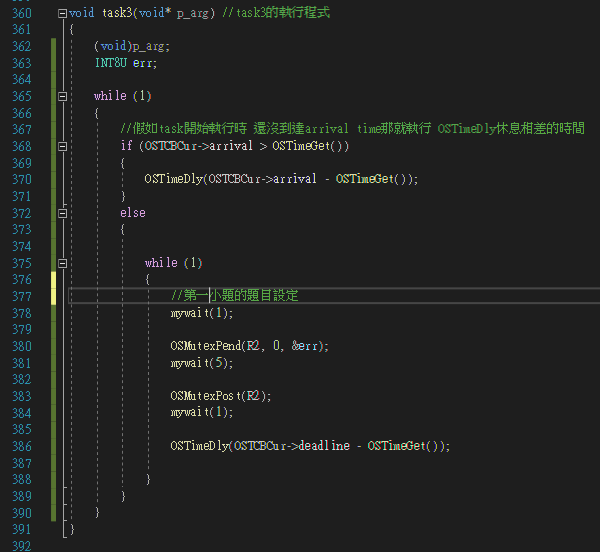 360 void task3(void* p_arg) //task3的執行程式
361 {
362 (void)p_arg;
363 INT8U err;
364
365 while (1)
366 {
367 //假如task開始執行時 還沒到達arrival time那就執行 OSTimeDly休息相差的時間
368 if (OSTCBCur->arrival > OSTimeGet())
369 {
370 OSTimeDly(OSTCBCur->arrival - OSTimeGet());
371 }
372 else
373 {
374
375 while (1)
376 {
377 //第一小題的題目設定
378 mywait(1);
379
380 OSMutexPend(R2, 0, &err);
381 mywait(5);
382
383 OSMutexPost(R2);
384 mywait(1);
385
386 OSTimeDly(OSTCBCur->deadline - OSTimeGet());
387
388 }
389 }
390 }
391 }
392